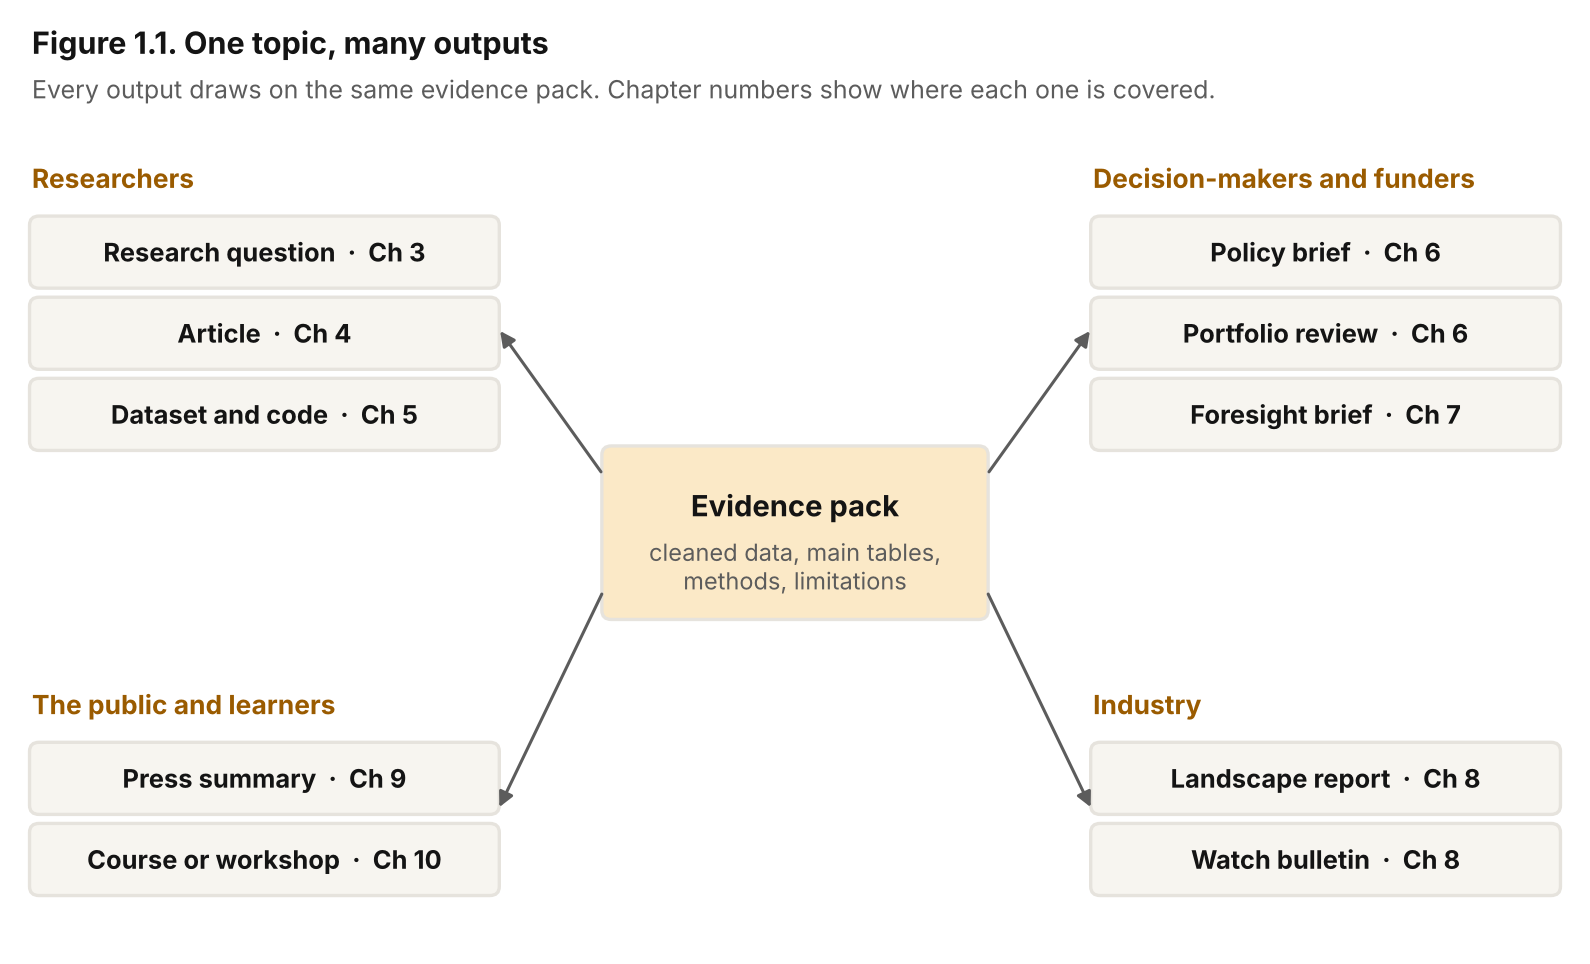 Figure 1.1. One topic, many outputs
Every output draws on the same evidence pack. Chapter numbers show where each one is covered.
Researchers
Research question · Ch 3
Article · Ch 4
Dataset and code · Ch 5
Decision-makers and funders
Policy brief · Ch 6
Portfolio review · Ch 6
Foresight brief · Ch 7
Evidence pack
cleaned data, main tables,
methods, limitations
The public and learners
Press summary · Ch 9
Course or workshop · Ch 10
Industry
Landscape report · Ch 8
Watch bulletin · Ch 8